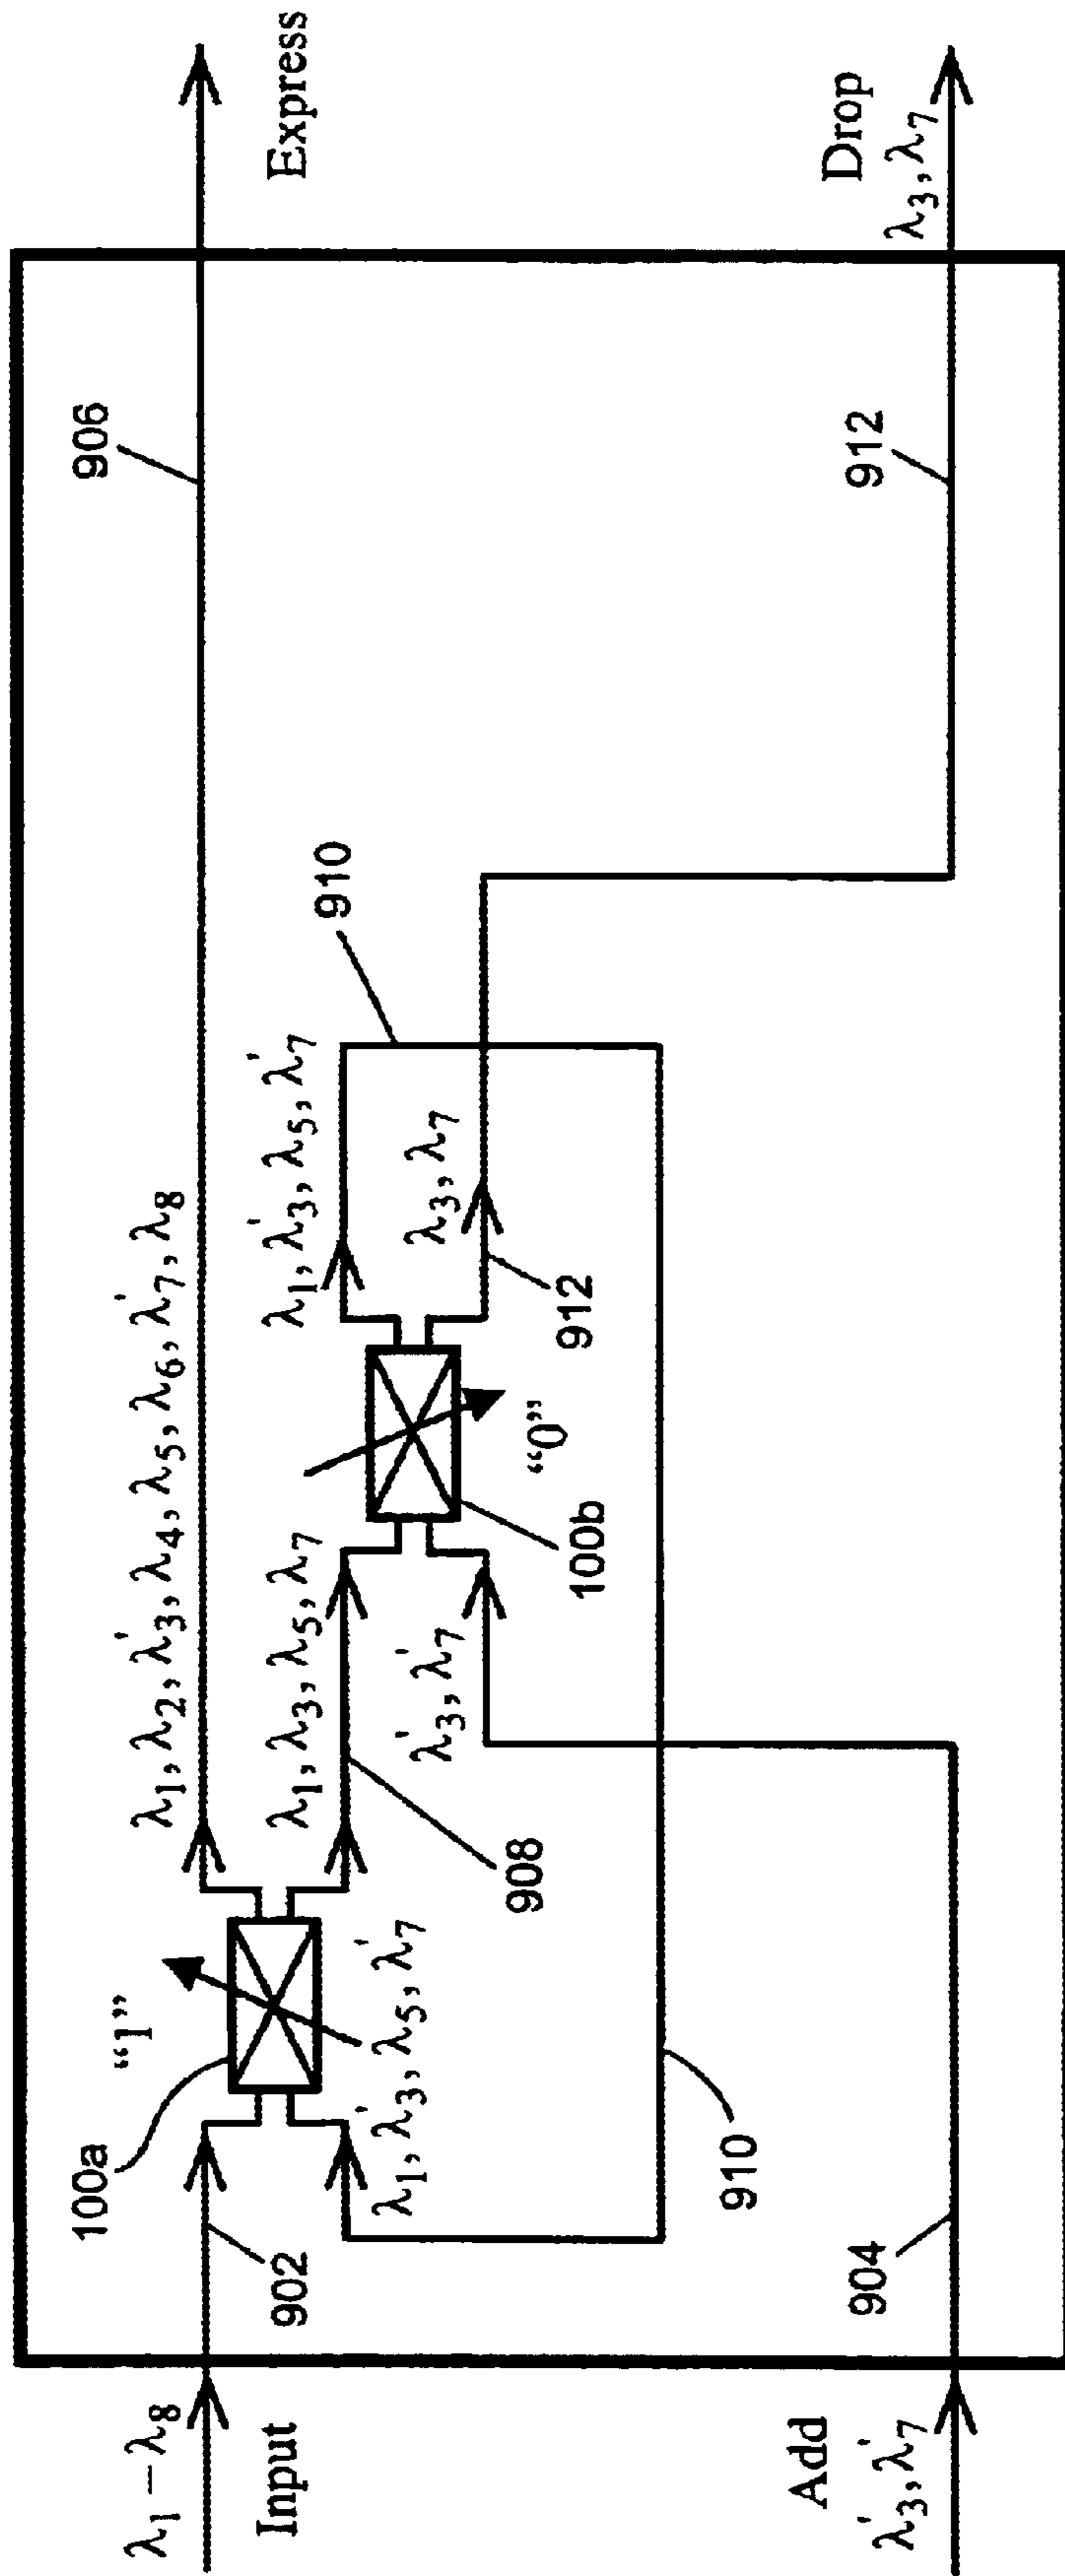 λ₁ – λ₈
Input
902
100a
“1”
λ₁, λ'₃, λ₅, λ'₇
λ₁, λ₂, λ'₃, λ₄, λ₅, λ₆, λ'₇, λ₈
906
Express
908
λ₁, λ₃, λ₅, λ₇
λ'₃, λ'₇
100b
“0”
λ₁, λ'₃, λ₅, λ'₇
910
λ₃, λ₇
912
910
Add
λ'₃, λ'₇
904
912
Drop
λ₃, λ₇